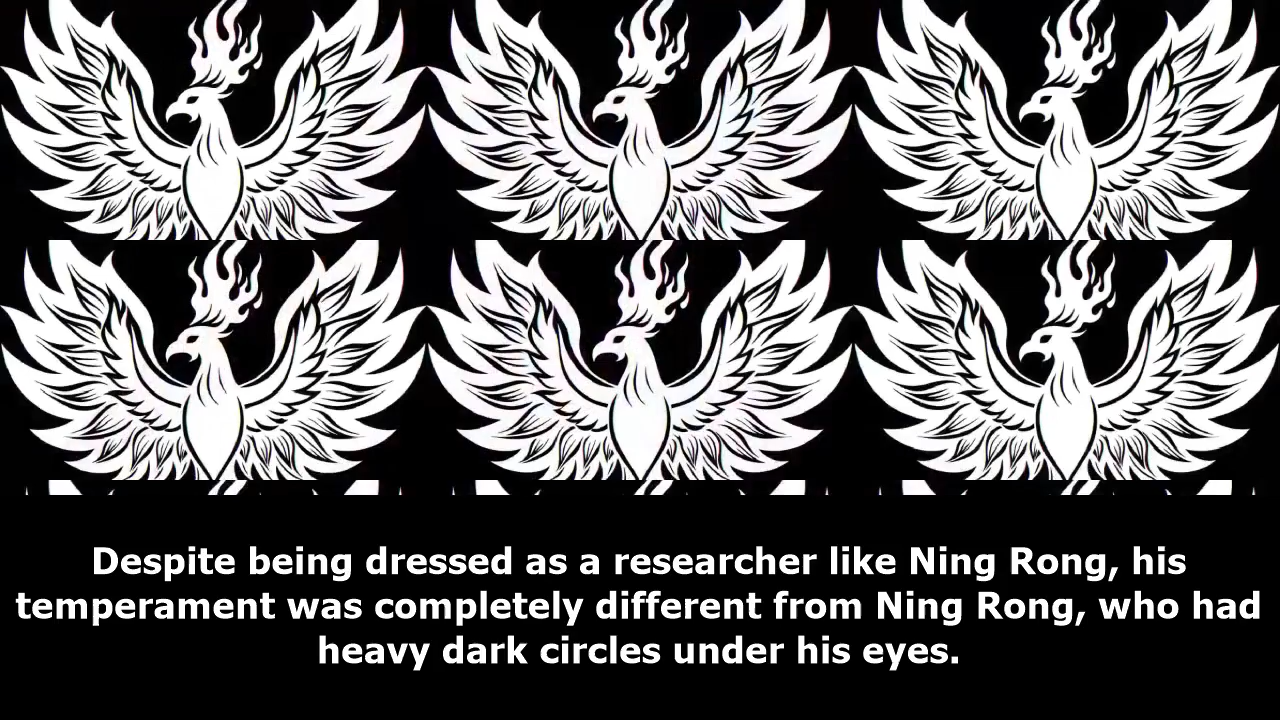 Despite being dressed as a researcher like Ning Rong, his
temperament was completely different from Ning Rong, who had
heavy dark circles under his eyes.